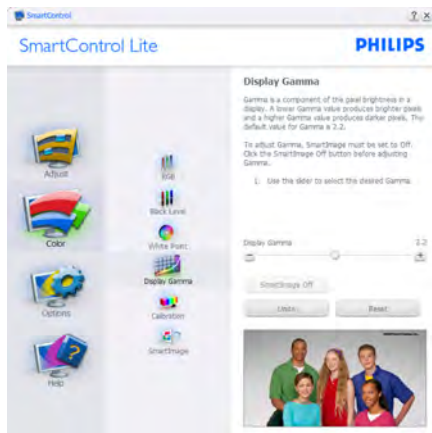 SmartControl
SmartControl Lite
PHILIPS
Adjust
Color
Options
Help
RGB
Black Level
White Point
Display Gamma
Calibration
SmartImage
Display Gamma
Gamma is a component of the pixel brightness in a
display. A lower Gamma value produces brighter pixels
and a higher Gamma value produces darker pixels. The
default value for Gamma is 2.2.
To adjust Gamma, SmartImage must be set to Off.
Click the SmartImage Off button before adjusting
Gamma.
1. Use the slider to select the desired Gamma.
Display Gamma 2.2
SmartImage Off
Undo
Reset